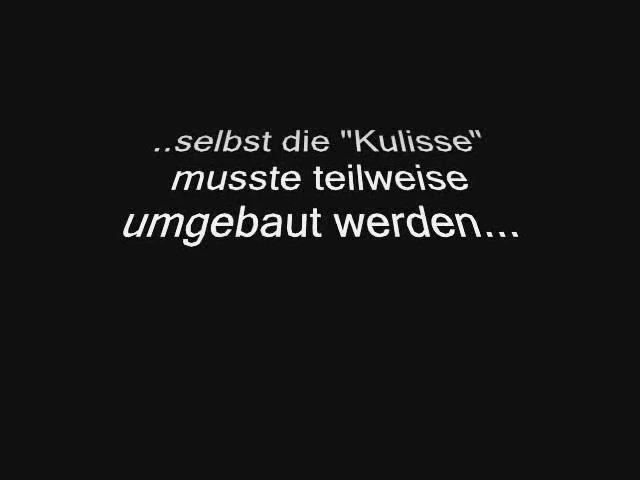 ..selbst die "Kulisse"
musste teilweise
umgebaut werden...